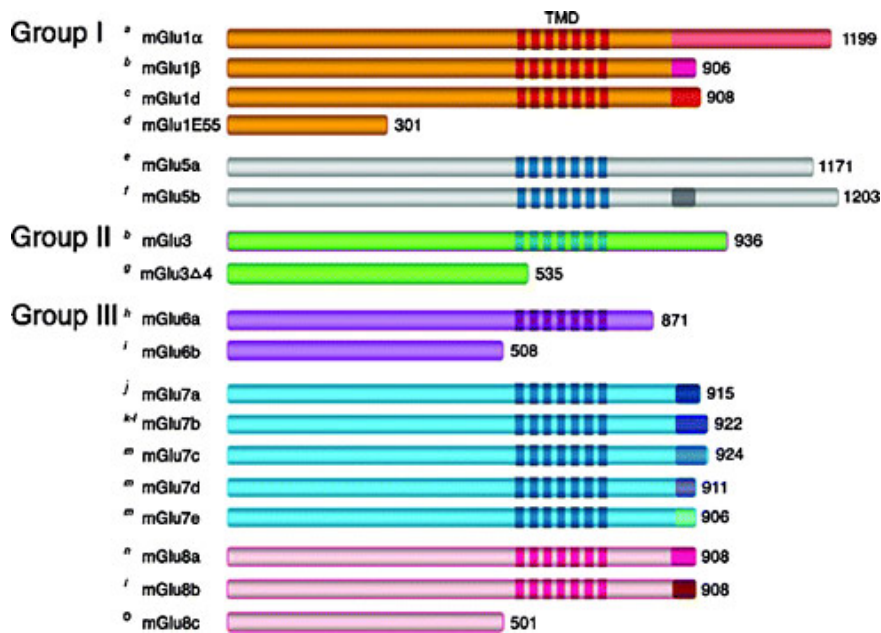 TMD
Group I a mGlu1α 1199
b mGlu1β 906
c mGlu1d 908
d mGlu1E55 301
e mGlu5a 1171
f mGlu5b 1203
Group II b mGlu3 936
g mGlu3Δ4 535
Group III h mGlu6a 871
i mGlu6b 508
j mGlu7a 915
k-l mGlu7b 922
m mGlu7c 924
m mGlu7d 911
m mGlu7e 906
n mGlu8a 908
l mGlu8b 908
o mGlu8c 501